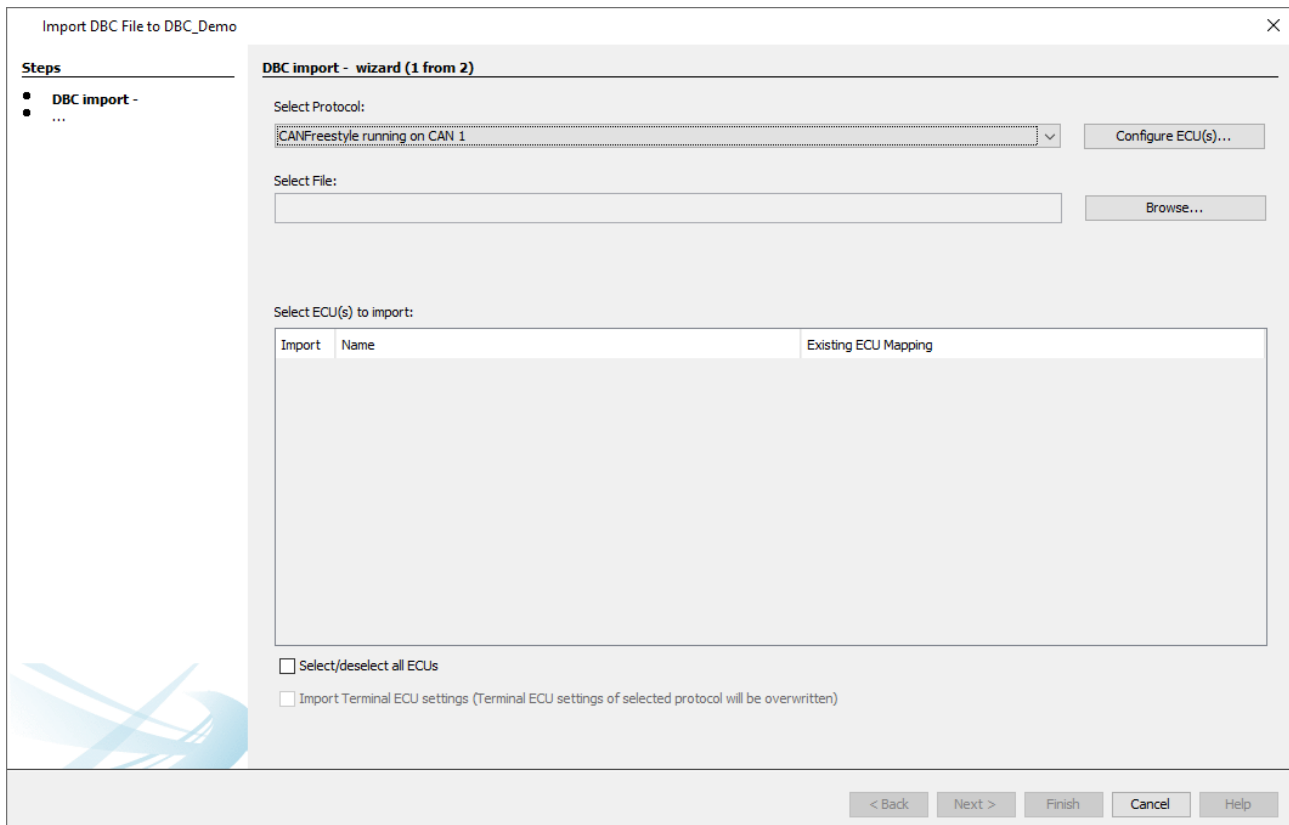 Import DBC File to DBC_Demo
Steps
DBC import -
...
DBC import - wizard (1 from 2)
Select Protocol:
CANFreestyle running on CAN 1
Configure ECU(s)...
Select File:
Browse...
Select ECU(s) to import:
Import Name Existing ECU Mapping
Select/deselect all ECUs
Import Terminal ECU settings (Terminal ECU settings of selected protocol will be overwritten)
< Back Next > Finish Cancel Help